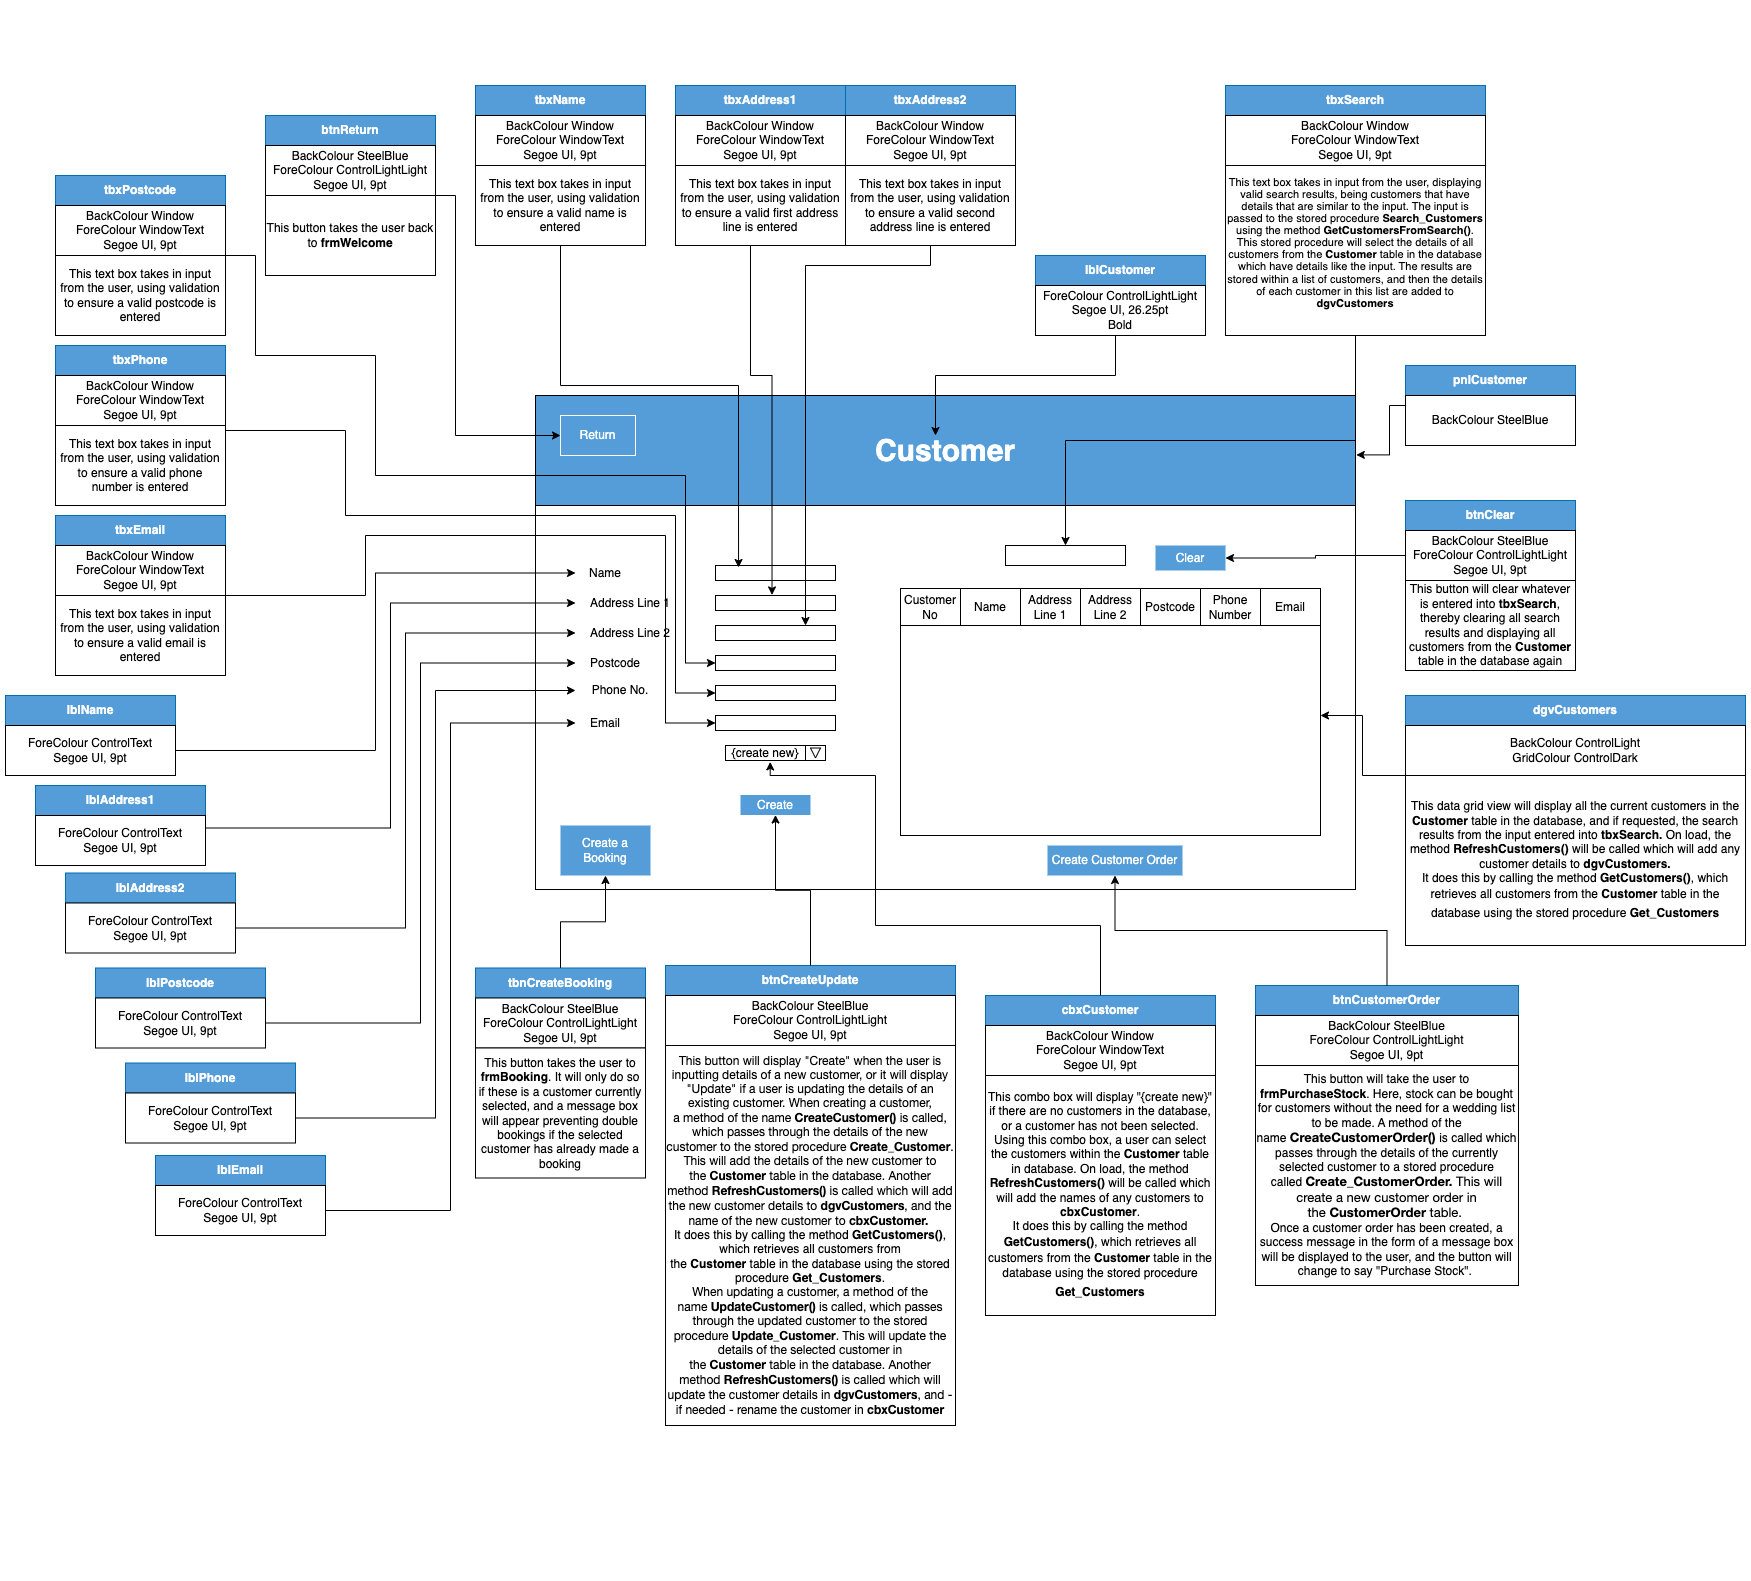 tbxName
BackColour Window
ForeColour WindowText
Segoe UI, 9pt
This text box takes in input
from the user, using validation
to ensure a valid name is
entered
tbxAddress1
BackColour Window
ForeColour WindowText
Segoe UI, 9pt
This text box takes in input
from the user, using validation
to ensure a valid first address
line is entered
tbxAddress2
BackColour Window
ForeColour WindowText
Segoe UI, 9pt
This text box takes in input
from the user, using validation
to ensure a valid second
address line is entered
tbxSearch
BackColour Window
ForeColour WindowText
Segoe UI, 9pt
This text box takes in input from the user, displaying
valid search results, being customers that have
details that are similar to the input. The input is
passed to the stored procedure Search_Customers
using the method GetCustomersFromSearch().
This stored procedure will select the details of all
customers from the Customer table in the database
which have details like the input. The results are
stored within a list of customers, and then the details
of each customer in this list are added to
dgvCustomers
btnReturn
BackColour SteelBlue
ForeColour ControlLightLight
Segoe UI, 9pt
This button takes the user back
to frmWelcome
tbxPostcode
BackColour Window
ForeColour WindowText
Segoe UI, 9pt
This text box takes in input
from the user, using validation
to ensure a valid postcode is
entered
lblCustomer
ForeColour ControlLightLight
Segoe UI, 26.25pt
Bold
tbxPhone
BackColour Window
ForeColour WindowText
Segoe UI, 9pt
This text box takes in input
from the user, using validation
to ensure a valid phone
number is entered
pnlCustomer
BackColour SteelBlue
Return
Customer
tbxEmail
BackColour Window
ForeColour WindowText
Segoe UI, 9pt
This text box takes in input
from the user, using validation
to ensure a valid email is
entered
btnClear
BackColour SteelBlue
ForeColour ControlLightLight
Segoe UI, 9pt
This button will clear whatever
is entered into tbxSearch,
thereby clearing all search
results and displaying all
customers from the Customer
table in the database again
Clear
Name
Address Line 1
Address Line 2
Postcode
Phone No.
Email
{create new}
Create
Create a
Booking
Customer
No
Name
Address
Line 1
Address
Line 2
Postcode
Phone
Number
Email
Create Customer Order
lblName
ForeColour ControlText
Segoe UI, 9pt
lblAddress1
ForeColour ControlText
Segoe UI, 9pt
lblAddress2
ForeColour ControlText
Segoe UI, 9pt
lblPostcode
ForeColour ControlText
Segoe UI, 9pt
lblPhone
ForeColour ControlText
Segoe UI, 9pt
lblEmail
ForeColour ControlText
Segoe UI, 9pt
dgvCustomers
BackColour ControlLight
GridColour ControlDark
This data grid view will display all the current customers in the
Customer table in the database, and if requested, the search
results from the input entered into tbxSearch. On load, the
method RefreshCustomers() will be called which will add any
customer details to dgvCustomers.
It does this by calling the method GetCustomers(), which
retrieves all customers from the Customer table in the
database using the stored procedure Get_Customers
tbnCreateBooking
BackColour SteelBlue
ForeColour ControlLightLight
Segoe UI, 9pt
This button takes the user to
frmBooking. It will only do so
if these is a customer currently
selected, and a message box
will appear preventing double
bookings if the selected
customer has already made a
booking
btnCreateUpdate
BackColour SteelBlue
ForeColour ControlLightLight
Segoe UI, 9pt
This button will display "Create" when the user is
inputting details of a new customer, or it will display
"Update" if a user is updating the details of an
existing customer. When creating a customer,
a method of the name CreateCustomer() is called,
which passes through the details of the new
customer to the stored procedure Create_Customer.
This will add the details of the new customer to
the Customer table in the database. Another
method RefreshCustomers() is called which will add
the new customer details to dgvCustomers, and the
name of the new customer to cbxCustomer.
It does this by calling the method GetCustomers(),
which retrieves all customers from
the Customer table in the database using the stored
procedure Get_Customers.
When updating a customer, a method of the
name UpdateCustomer() is called, which passes
through the updated customer to the stored
procedure Update_Customer. This will update the
details of the selected customer in
the Customer table in the database. Another
method RefreshCustomers() is called which will
update the customer details in dgvCustomers, and -
if needed - rename the customer in cbxCustomer
cbxCustomer
BackColour Window
ForeColour WindowText
Segoe UI, 9pt
This combo box will display "{create new}"
if there are no customers in the database,
or a customer has not been selected.
Using this combo box, a user can select
the customers within the Customer table
in database. On load, the method
RefreshCustomers() will be called which
will add the names of any customers to
cbxCustomer.
It does this by calling the method
GetCustomers(), which retrieves all
customers from the Customer table in the
database using the stored procedure
Get_Customers
btnCustomerOrder
BackColour SteelBlue
ForeColour ControlLightLight
Segoe UI, 9pt
This button will take the user to
frmPurchaseStock. Here, stock can be bought
for customers without the need for a wedding list
to be made. A method of the
name CreateCustomerOrder() is called which
passes through the details of the currently
selected customer to a stored procedure
called Create_CustomerOrder. This will
create a new customer order in
the CustomerOrder table.
Once a customer order has been created, a
success message in the form of a message box
will be displayed to the user, and the button will
change to say "Purchase Stock".